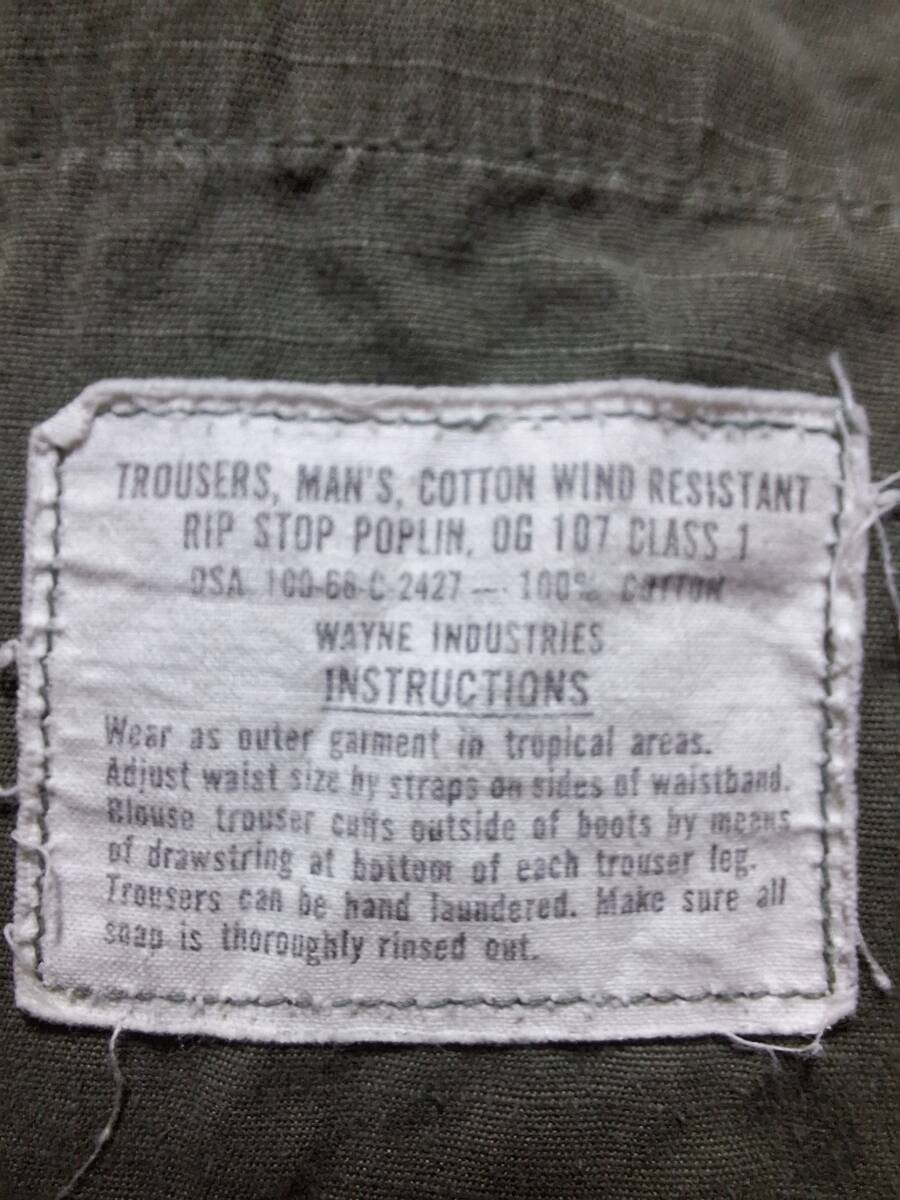 TROUSERS, MAN'S, COTTON WIND RESISTANT
RIP STOP POPLIN, OG 107 CLASS 1
DSA 100-68-C-2427 — 100% COTTON
WAYNE INDUSTRIES
INSTRUCTIONS
Wear as outer garment in tropical areas.
Adjust waist size by straps on sides of waistband.
Blouse trouser cuffs outside of boots by means
of drawstring at bottom of each trouser leg.
Trousers can be hand laundered. Make sure all
soap is thoroughly rinsed out.